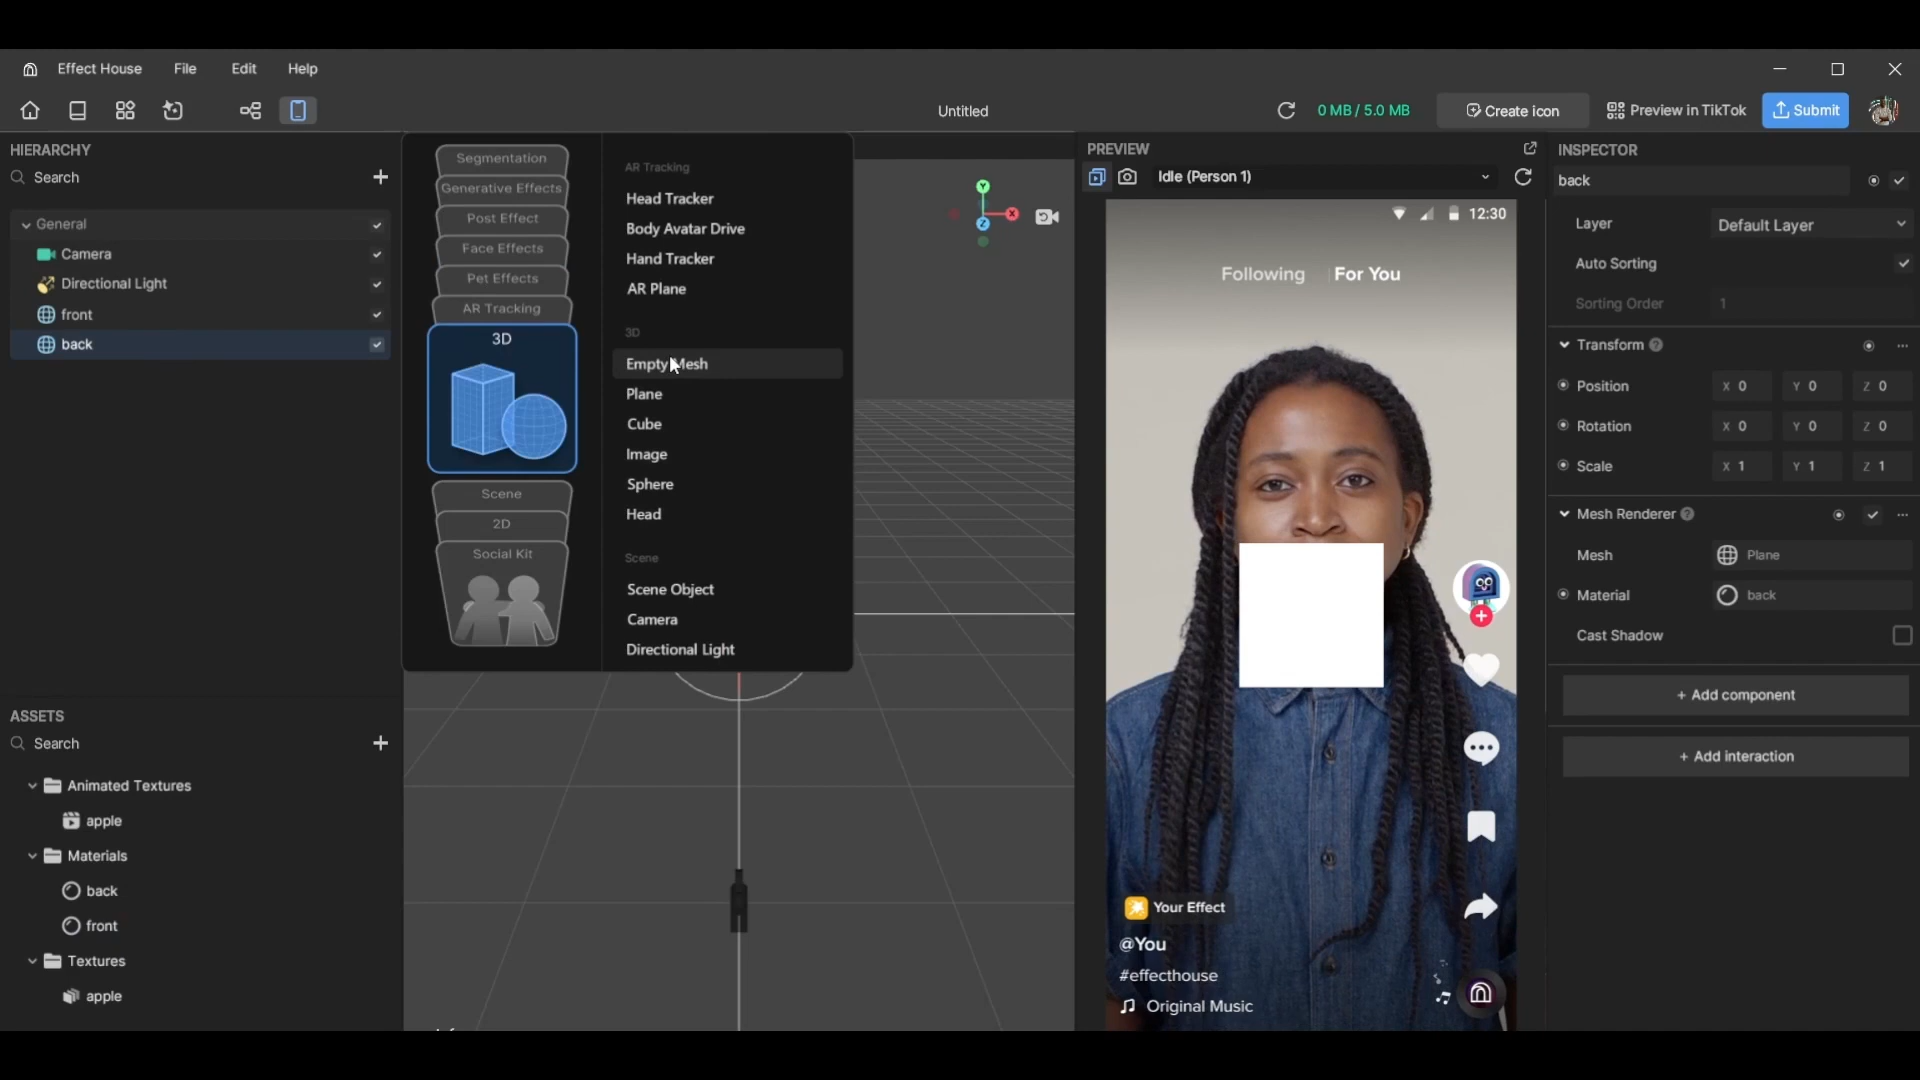 Effect House File Edit Help
Untitled
0 MB / 5.0 MB
Create icon
Preview in TikTok
Submit
HIERARCHY
Search
General
Camera
Directional Light
front
back
ASSETS
Search
Animated Textures
apple
Materials
back
front
Textures
apple
Segmentation
Generative Effects
Post Effect
Face Effects
Pet Effects
AR Tracking
3D
Scene
2D
Social Kit
AR Tracking
Head Tracker
Body Avatar Drive
Hand Tracker
AR Plane
3D
Empty Mesh
Plane
Cube
Image
Sphere
Head
Scene
Scene Object
Camera
Directional Light
Y
X
Z
PREVIEW
Idle (Person 1)
12:30
Following For You
Your Effect
@You
#effecthouse
Original Music
INSPECTOR
back
Layer Default Layer
Auto Sorting
Sorting Order 1
Transform
Position X 0 Y 0 Z 0
Rotation X 0 Y 0 Z 0
Scale X 1 Y 1 Z 1
Mesh Renderer
Mesh Plane
Material back
Cast Shadow
+ Add component
+ Add interaction